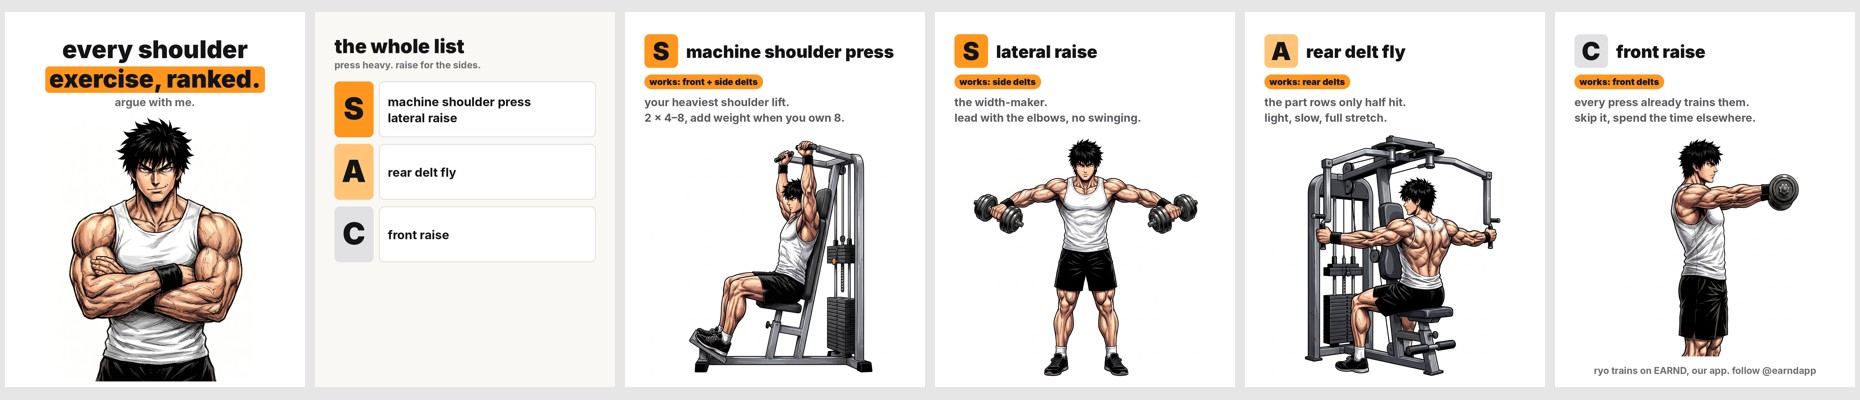 every shoulder
exercise, ranked.
argue with me.
the whole list
press heavy. raise for the sides.
S
machine shoulder press
lateral raise
A
rear delt fly
C
front raise
S machine shoulder press
works: front + side delts
your heaviest shoulder lift.
2 × 4–8, add weight when you own 8.
S lateral raise
works: side delts
the width-maker.
lead with the elbows, no swinging.
A rear delt fly
works: rear delts
the part rows only half hit.
light, slow, full stretch.
C front raise
works: front delts
every press already trains them.
skip it, spend the time elsewhere.
ryo trains on EARND, our app. follow @earndapp